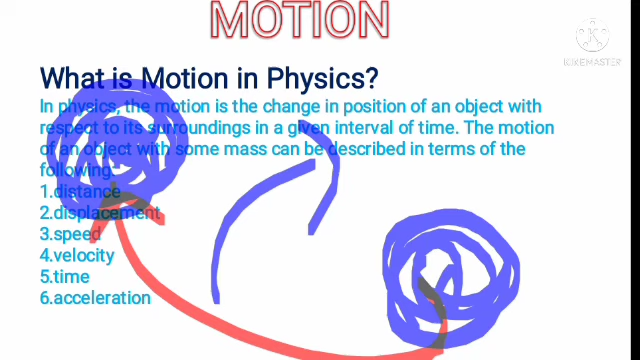 MOTION
KINEMASTER
What is Motion in Physics?
In physics, the motion is the change in position of an object with
respect to its surroundings in a given interval of time. The motion
of an object with some mass can be described in terms of the
following:
1.distance
2.displacement
3.speed
4.velocity
5.time
6.acceleration